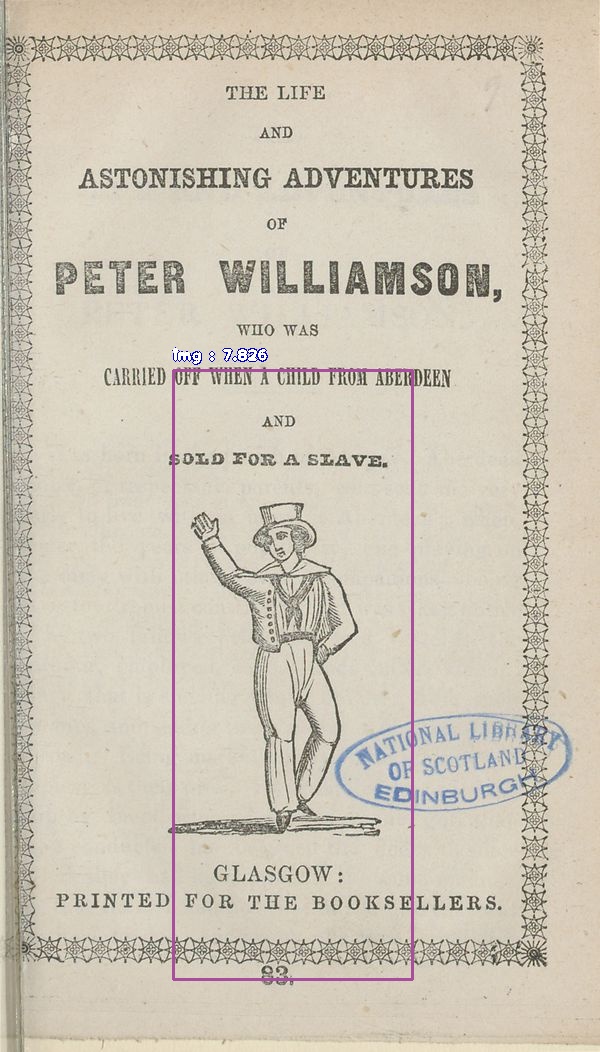 THE LIFE
AND
ASTONISHING ADVENTURES
OF
PETER WILLIAMSON,
WHO WAS
img : 7.826
CARRIED OFF WHEN A CHILD FROM ABERDEEN
AND
SOLD FOR A SLAVE.
NATIONAL LIBRARY
OF SCOTLAND
EDINBURGH
GLASGOW:
PRINTED FOR THE BOOKSELLERS.
83.